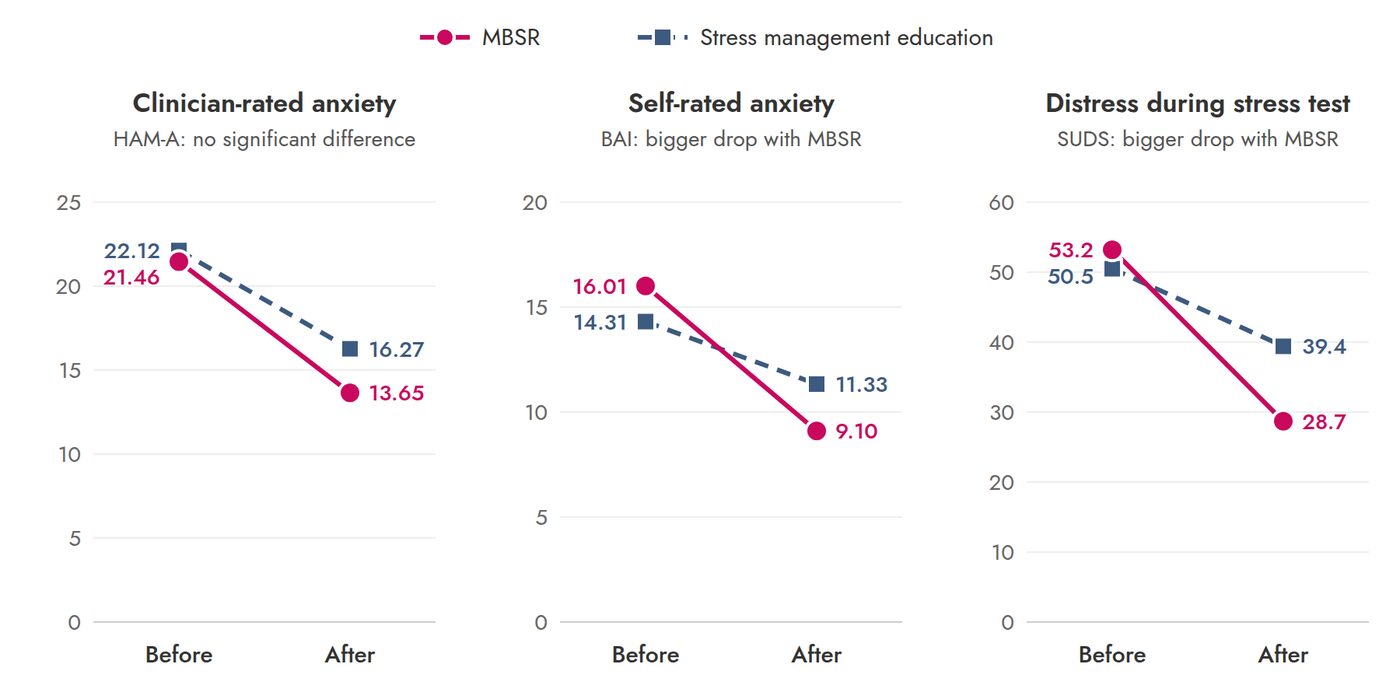 MBSR
Stress management education
Clinician-rated anxiety
HAM-A: no significant difference
25
20
15
10
5
0
22.12
21.46
16.27
13.65
Before
After
Self-rated anxiety
BAI: bigger drop with MBSR
20
15
10
5
0
16.01
14.31
11.33
9.10
Before
After
Distress during stress test
SUDS: bigger drop with MBSR
60
50
40
30
20
10
0
53.2
50.5
39.4
28.7
Before
After